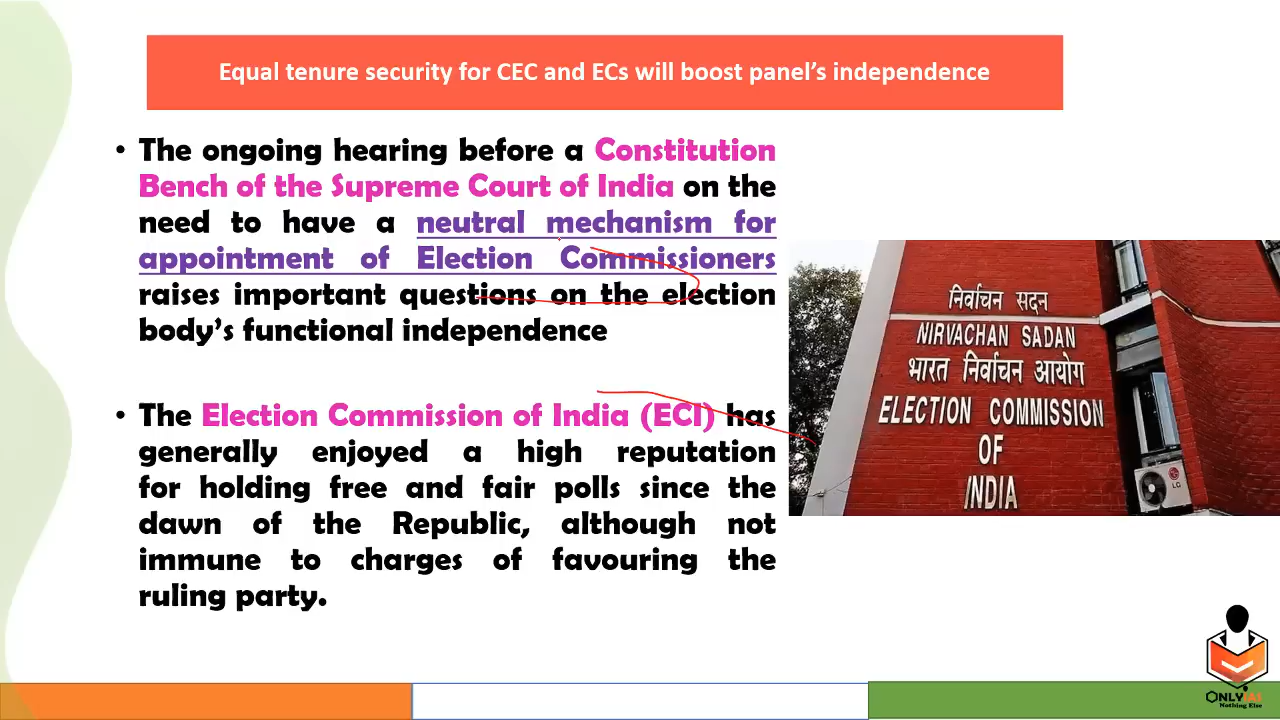 Equal tenure security for CEC and ECs will boost panel's independence
• The ongoing hearing before a Constitution
Bench of the Supreme Court of India on the
need to have a neutral mechanism for
appointment of Election Commissioners
raises important questions on the election
body's functional independence
• The Election Commission of India (ECI) has
generally enjoyed a high reputation
for holding free and fair polls since the
dawn of the Republic, although not
immune to charges of favouring the
ruling party.
निर्वाचन सदन
NIRVACHAN SADAN
भारत निर्वाचन आयोग
ELECTION COMMISSION
OF
INDIA
LG
ONLY IAS
Nothing Else